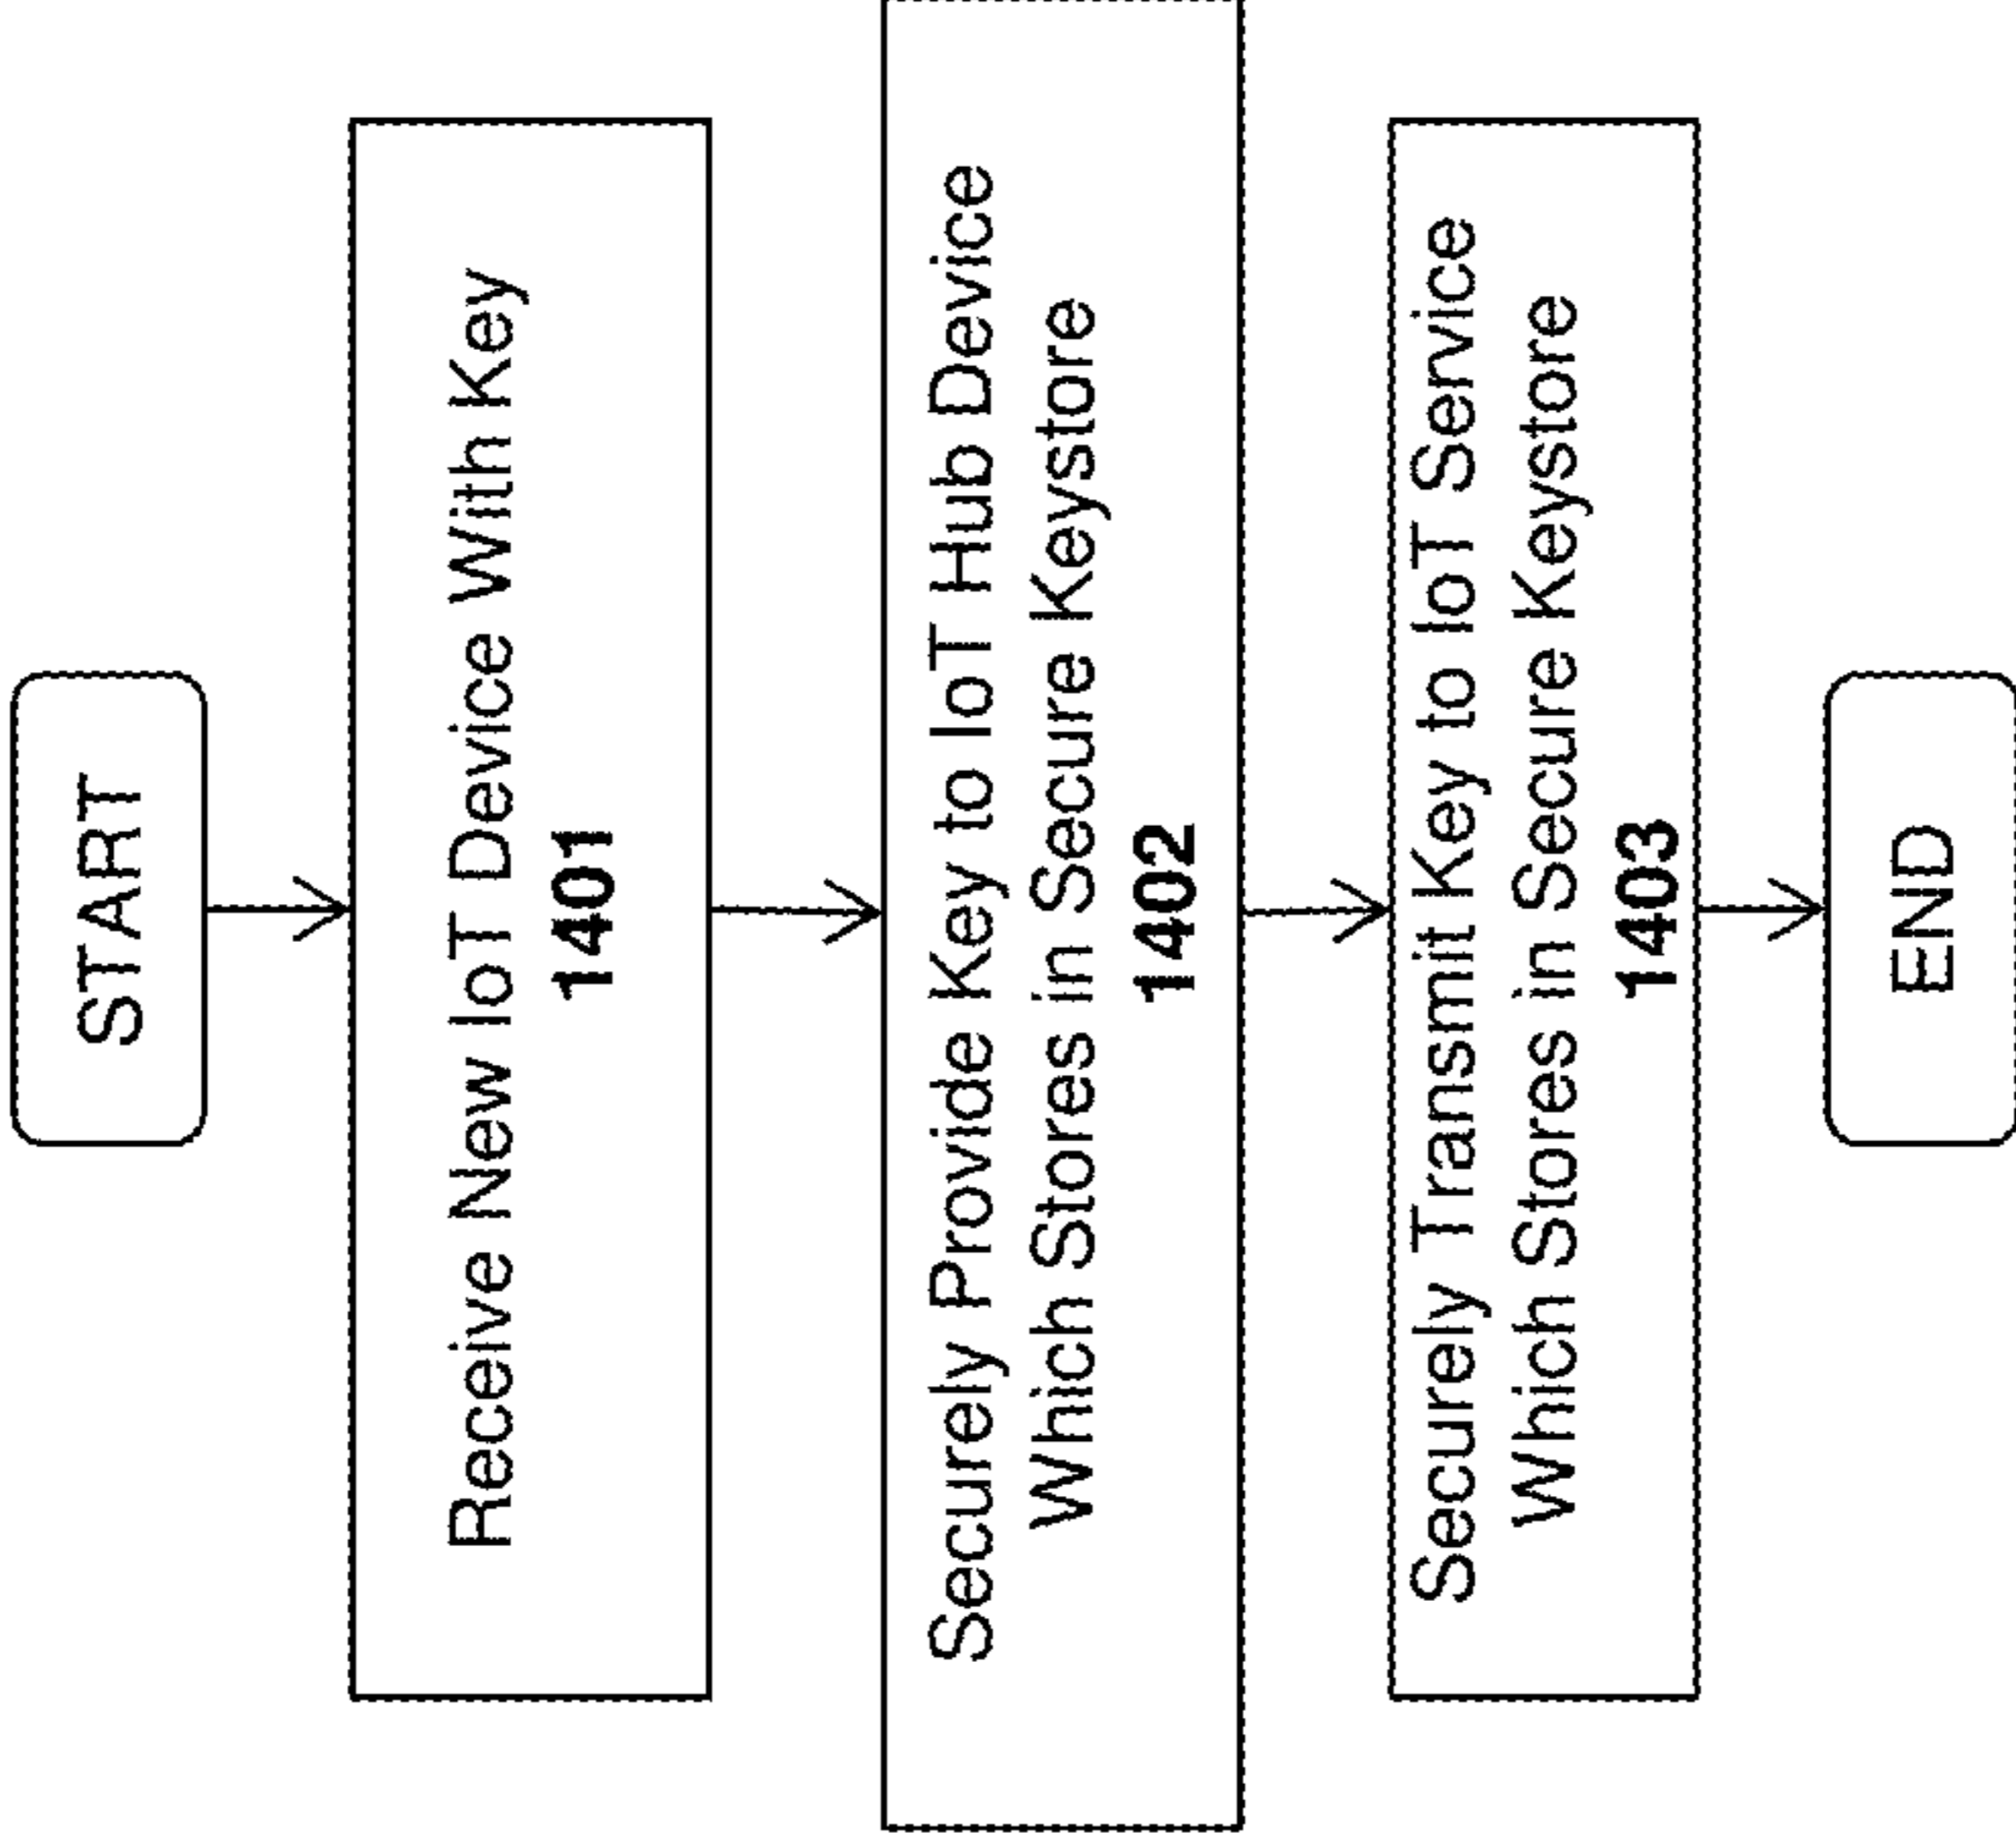 START
Receive New IoT Device With Key
1401
Securely Provide Key to IoT Hub Device
Which Stores in Secure Keystore
1402
Securely Transmit Key to IoT Service
Which Stores in Secure Keystore
1403
END